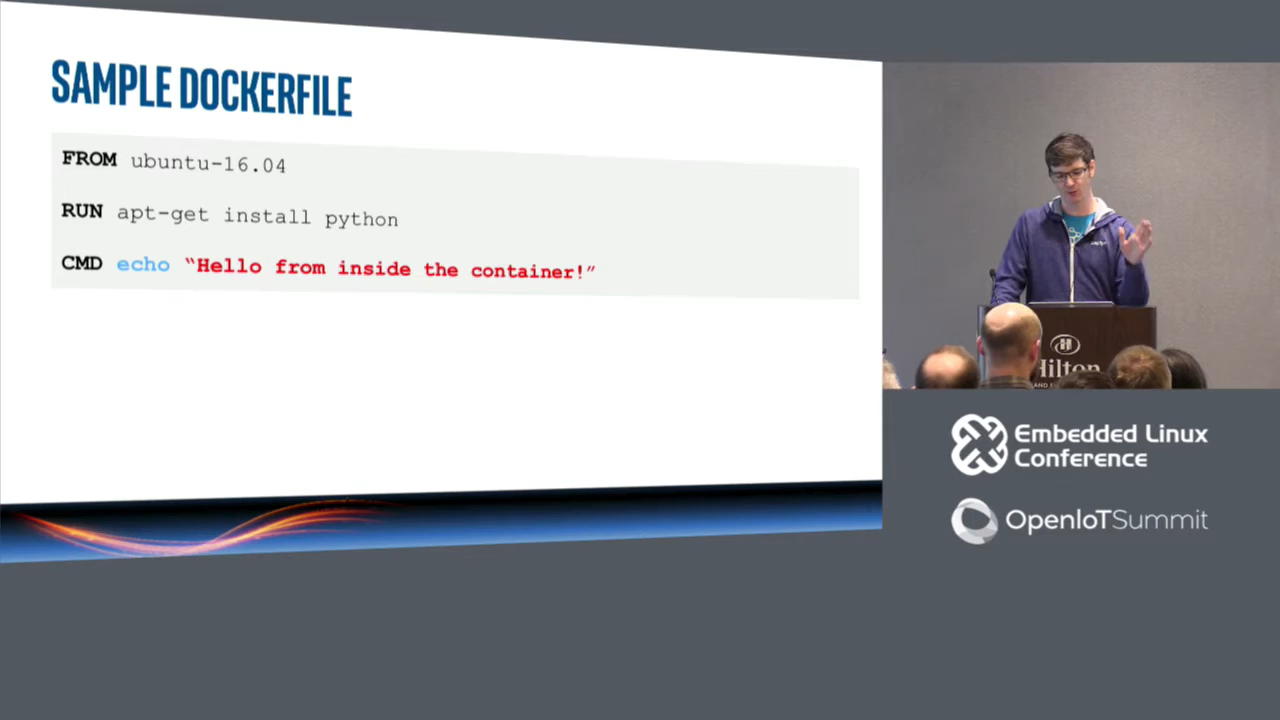 SAMPLE DOCKERFILE
FROM ubuntu-16.04
RUN apt-get install python
CMD echo “Hello from inside the container!”
Hilton
Embedded Linux
Conference
OpenIoTSummit